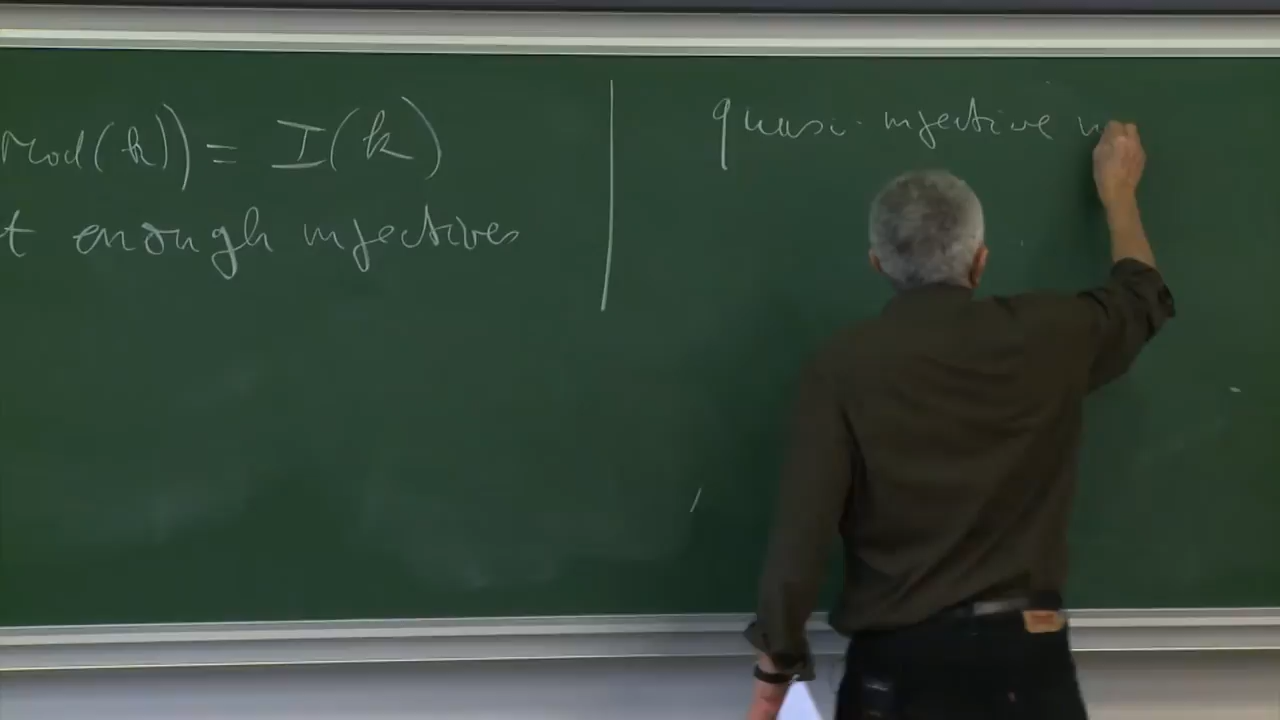 Mod(k)) = I(k)
t enough injectives
quasi-injective